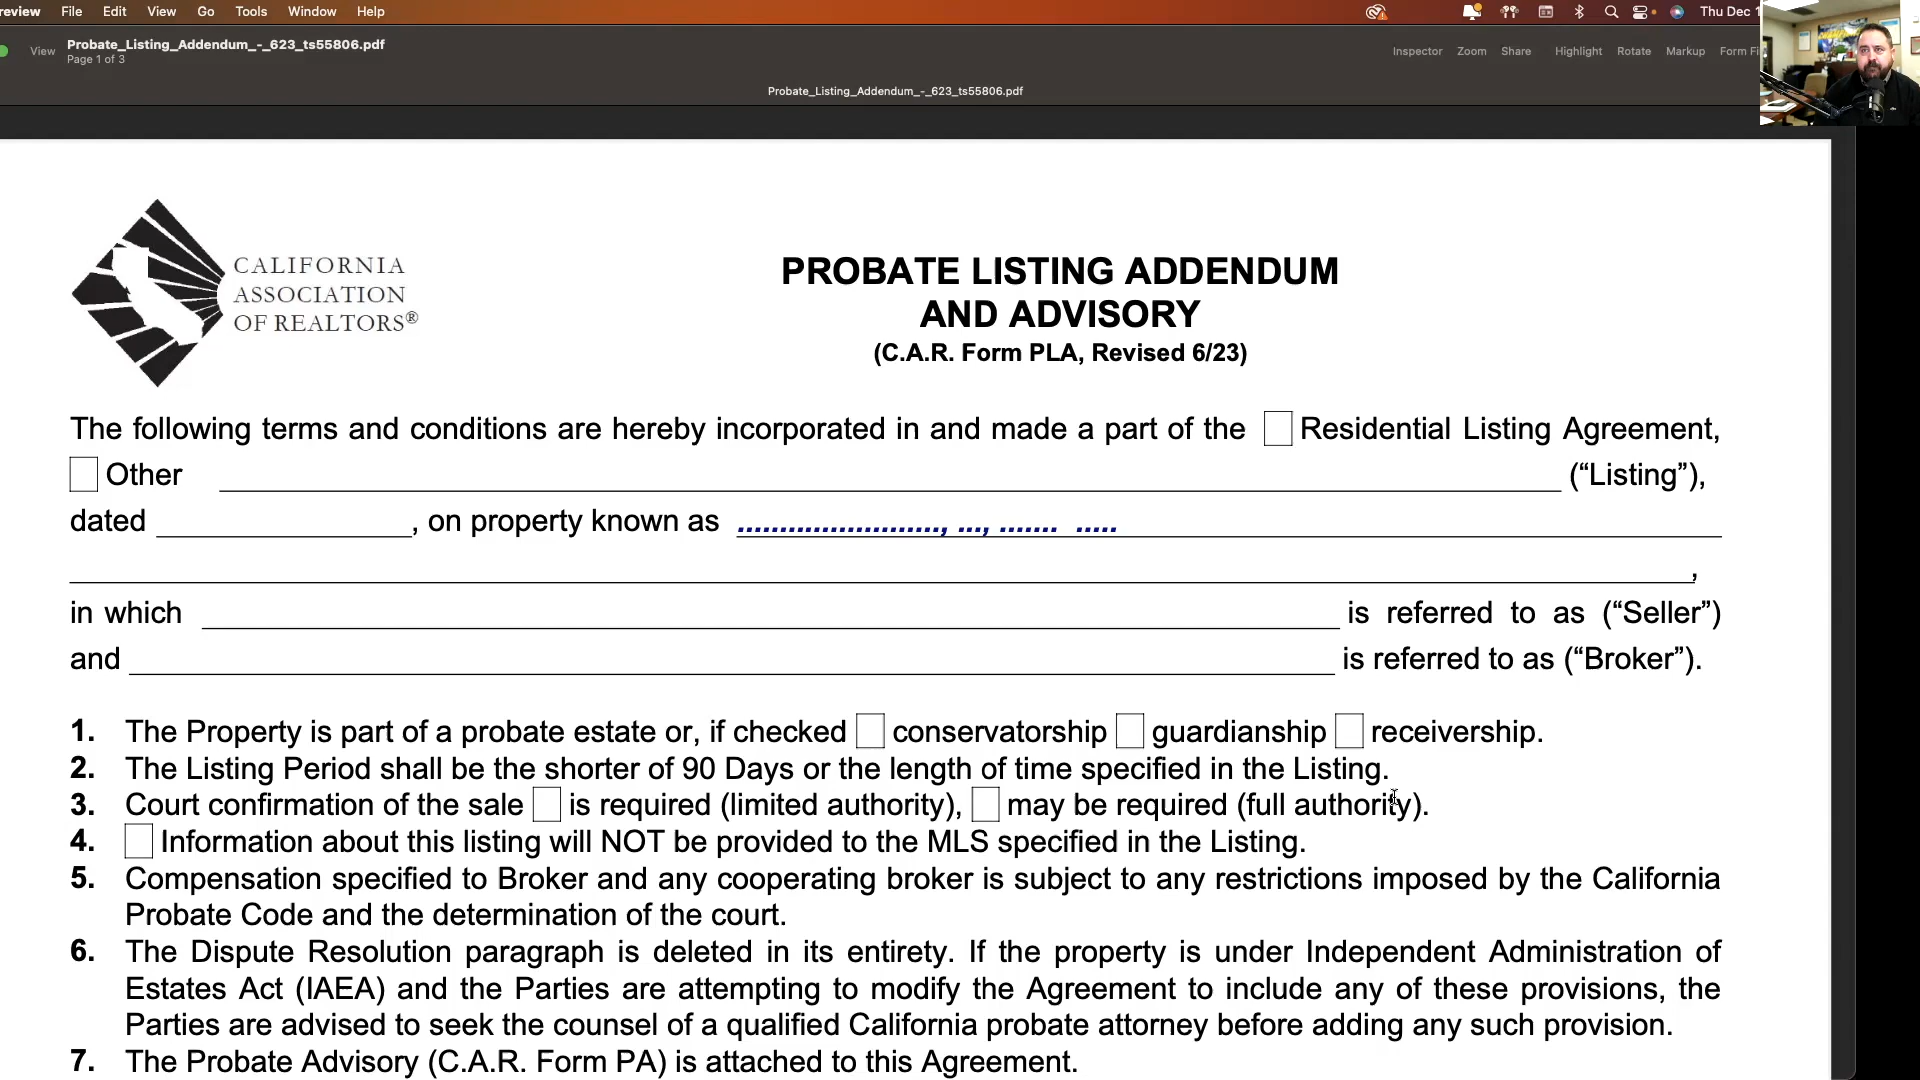 review File Edit View Go Tools Window Help Thu Dec 1
View Probate_Listing_Addendum_-_623_ts55806.pdf
Page 1 of 3
Inspector Zoom Share Highlight Rotate Markup Form Fi
Probate_Listing_Addendum_-_623_ts55806.pdf
CALIFORNIA
ASSOCIATION
OF REALTORS®
PROBATE LISTING ADDENDUM
AND ADVISORY
(C.A.R. Form PLA, Revised 6/23)
The following terms and conditions are hereby incorporated in and made a part of the Residential Listing Agreement,
Other (“Listing”),
dated , on property known as ........................, ..., ....... .....
,
in which is referred to as (“Seller”)
and is referred to as (“Broker”).
1. The Property is part of a probate estate or, if checked conservatorship guardianship receivership.
2. The Listing Period shall be the shorter of 90 Days or the length of time specified in the Listing.
3. Court confirmation of the sale is required (limited authority), may be required (full authority).
4. Information about this listing will NOT be provided to the MLS specified in the Listing.
5. Compensation specified to Broker and any cooperating broker is subject to any restrictions imposed by the California
Probate Code and the determination of the court.
6. The Dispute Resolution paragraph is deleted in its entirety. If the property is under Independent Administration of
Estates Act (IAEA) and the Parties are attempting to modify the Agreement to include any of these provisions, the
Parties are advised to seek the counsel of a qualified California probate attorney before adding any such provision.
7. The Probate Advisory (C.A.R. Form PA) is attached to this Agreement.